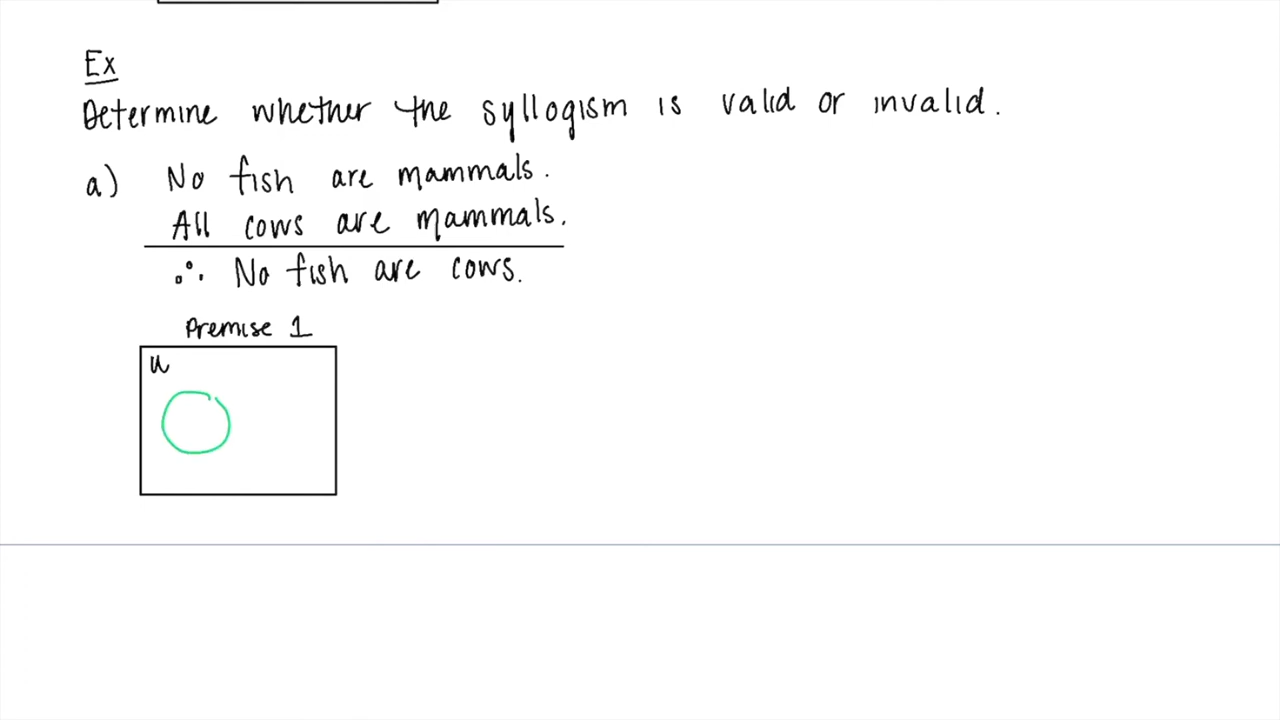 Ex
Determine whether the syllogism is valid or invalid.
a) No fish are mammals.
All cows are mammals.
∴ No fish are cows.
Premise 1
U